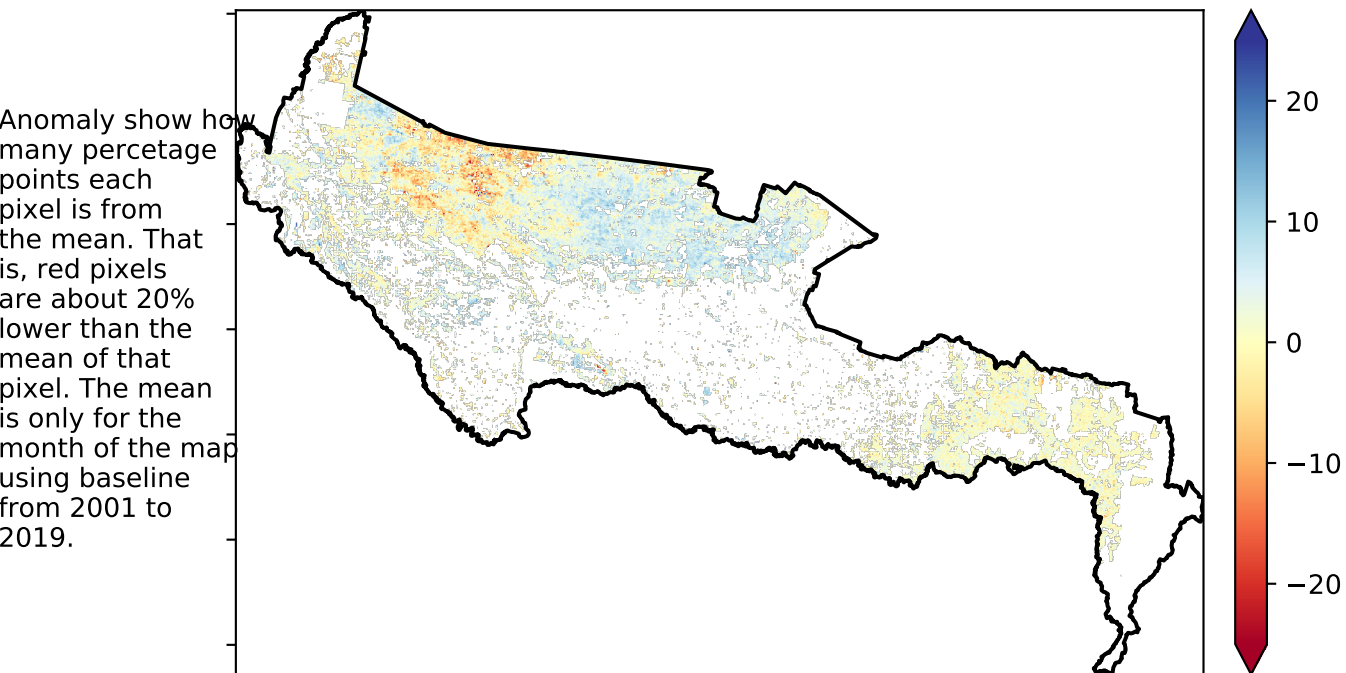 Anomaly show how
many percetage
points each
pixel is from
the mean. That
is, red pixels
are about 20%
lower than the
mean of that
pixel. The mean
is only for the
month of the map
using baseline
from 2001 to
2019.
20
10
0
−10
−20